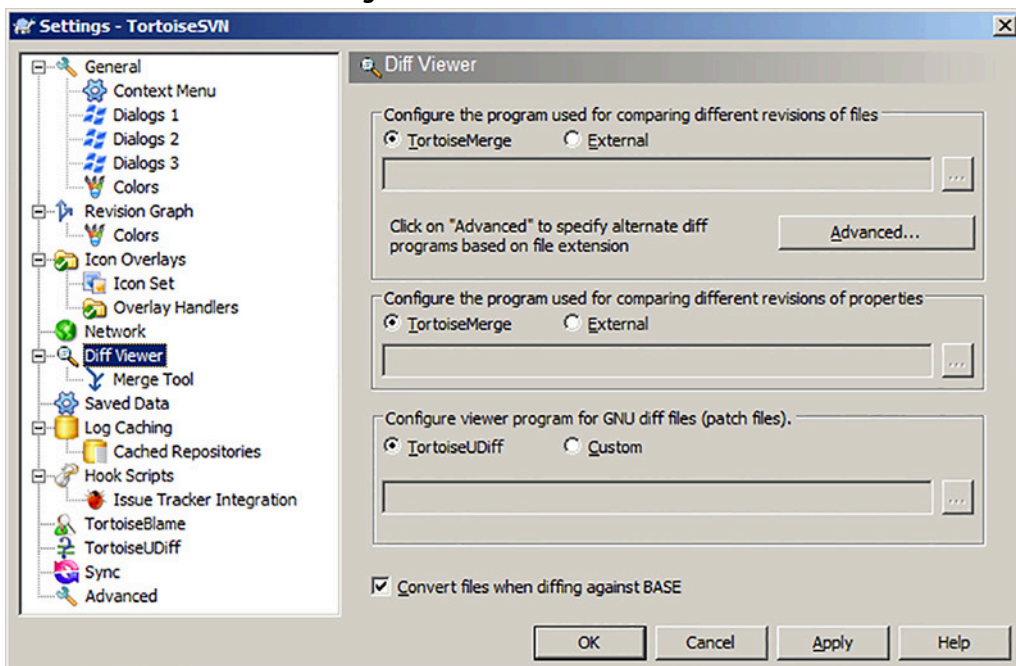 Settings - TortoiseSVN
General
Context Menu
Dialogs 1
Dialogs 2
Dialogs 3
Colors
Revision Graph
Colors
Icon Overlays
Icon Set
Overlay Handlers
Network
Diff Viewer
Merge Tool
Saved Data
Log Caching
Cached Repositories
Hook Scripts
Issue Tracker Integration
TortoiseBlame
TortoiseUDiff
Sync
Advanced
Diff Viewer
Configure the program used for comparing different revisions of files
TortoiseMerge External
...
Click on "Advanced" to specify alternate diff
programs based on file extension
Advanced...
Configure the program used for comparing different revisions of properties
TortoiseMerge External
...
Configure viewer program for GNU diff files (patch files).
TortoiseUDiff Custom
...
Convert files when diffing against BASE
OK Cancel Apply Help